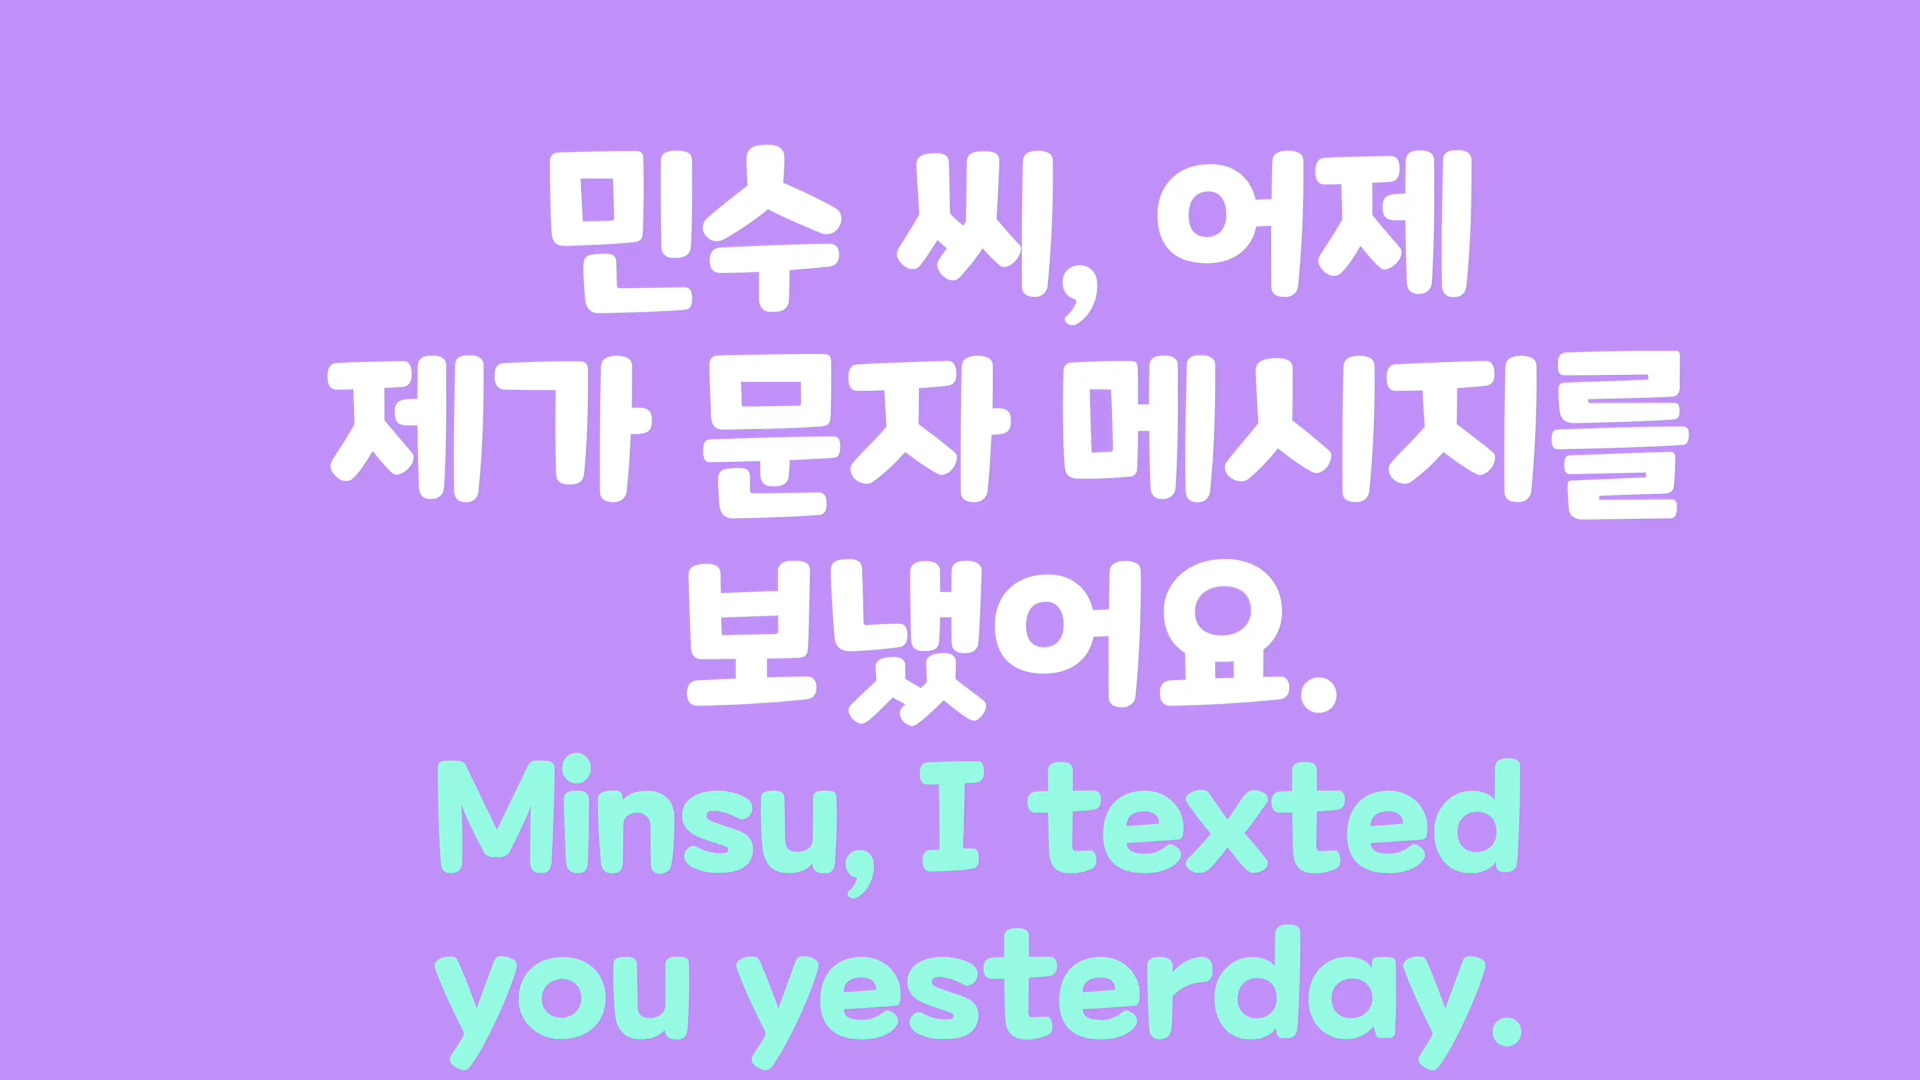 민수 씨, 어제
제가 문자 메시지를
보냈어요.
Minsu, I texted
you yesterday.